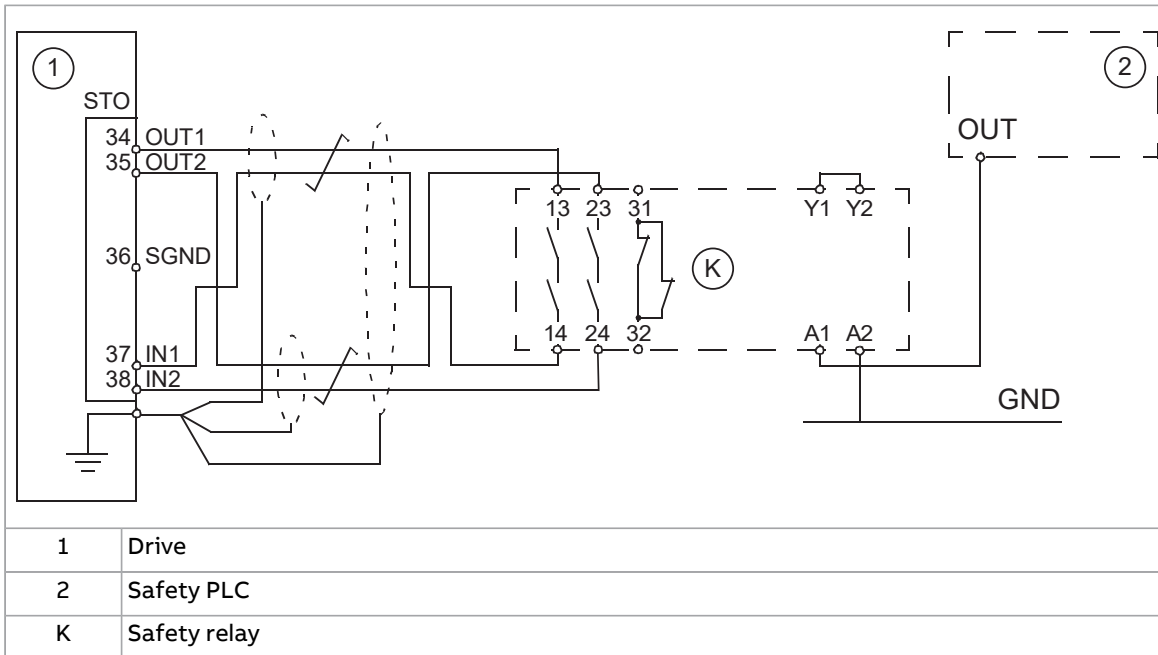 1
STO
34 OUT1
35 OUT2
36 SGND
37 IN1
38 IN2
13 23 31
14 24 32
K
Y1 Y2
A1 A2
2
OUT
GND
1 Drive
2 Safety PLC
K Safety relay